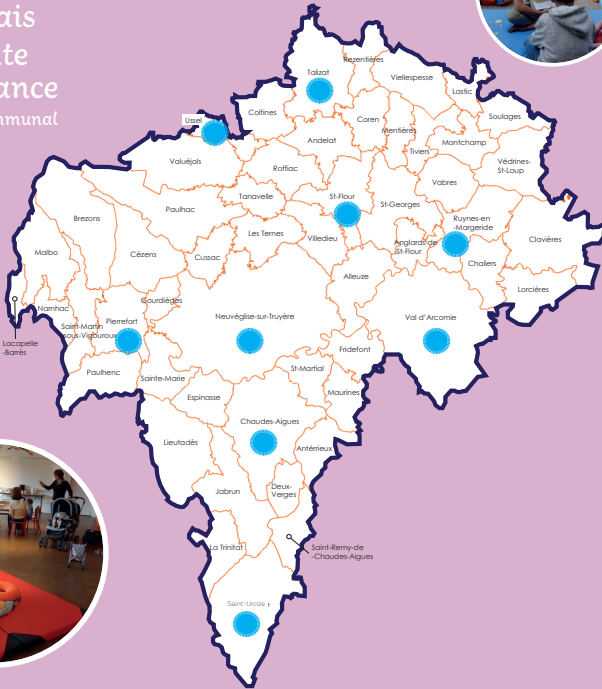 ais
te
ance
mmunal
Talizat
Rezentières
Viellespesse
Lastic
Coltines
Coren
Soulages
Ussel
Mentières
Andelat
Montchamp
Tiviers
Védrines-
St-Loup
Valuéjols
Roffiac
Vabres
Tanavelle
St-Flour
St-Georges
Paulhac
Brezons
Ruynes-en
-Margeride
Les Ternes
Villedieu
Anglards-de
-St-Flour
Clavières
Malbo
Cézens
Cussac
Chaliers
Alleuze
Lorcières
Gourdièges
Narnhac
Neuvéglise-sur-Truyère
Val d'Arcomie
Pierrefort
Saint-Martin
-sous-Vigouroux
Lacapelle
-Barrès
Fridefont
Paulhenc
Sainte-Marie
St-Martial
Maurines
Espinasse
Chaudes-Aigues
Lieutadès
Antérrieux
Jabrun
Deux-
Verges
La Trinitat
Saint-Remy-de
-Chaudes-Aigues
Saint-Urcize